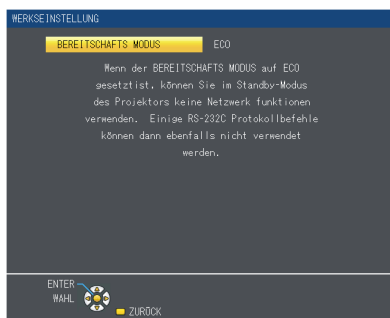 WERKSEINSTELLUNG
BEREITSCHAFTS MODUS ECO
Wenn der BEREITSCHAFTS MODUS auf ECO
gesetztist, können Sie im Standby-Modus
des Projektors keine Netzwerk funktionen
verwenden. Einige RS-232C Protokollbefehle
können dann ebenfalls nicht verwendet
werden.
ENTER
WAHL
ZURÜCK